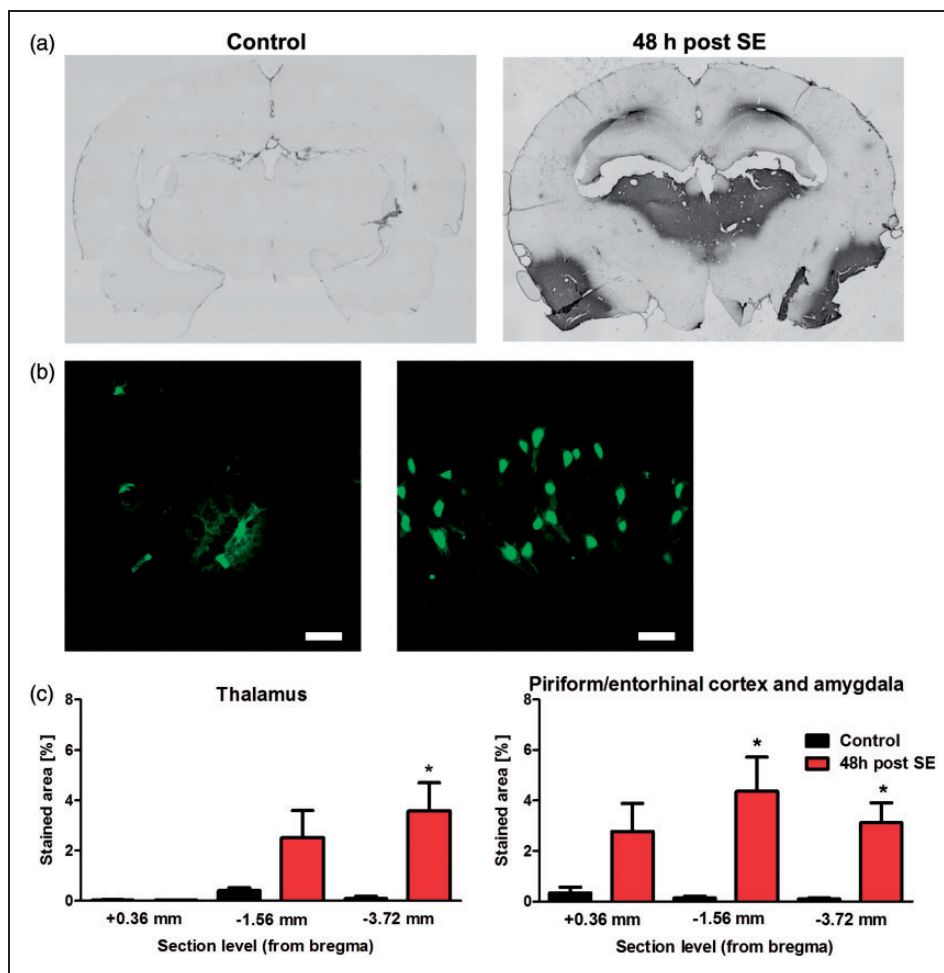 (a)
Control
48 h post SE
(b)
(c)
Thalamus
Stained area [%]
8
6
4
2
0
+0.36 mm
-1.56 mm
*
-3.72 mm
Section level (from bregma)
Piriform/entorhinal cortex and amygdala
Stained area [%]
8
6
4
2
0
*
*
Control
48h post SE
+0.36 mm
-1.56 mm
-3.72 mm
Section level (from bregma)